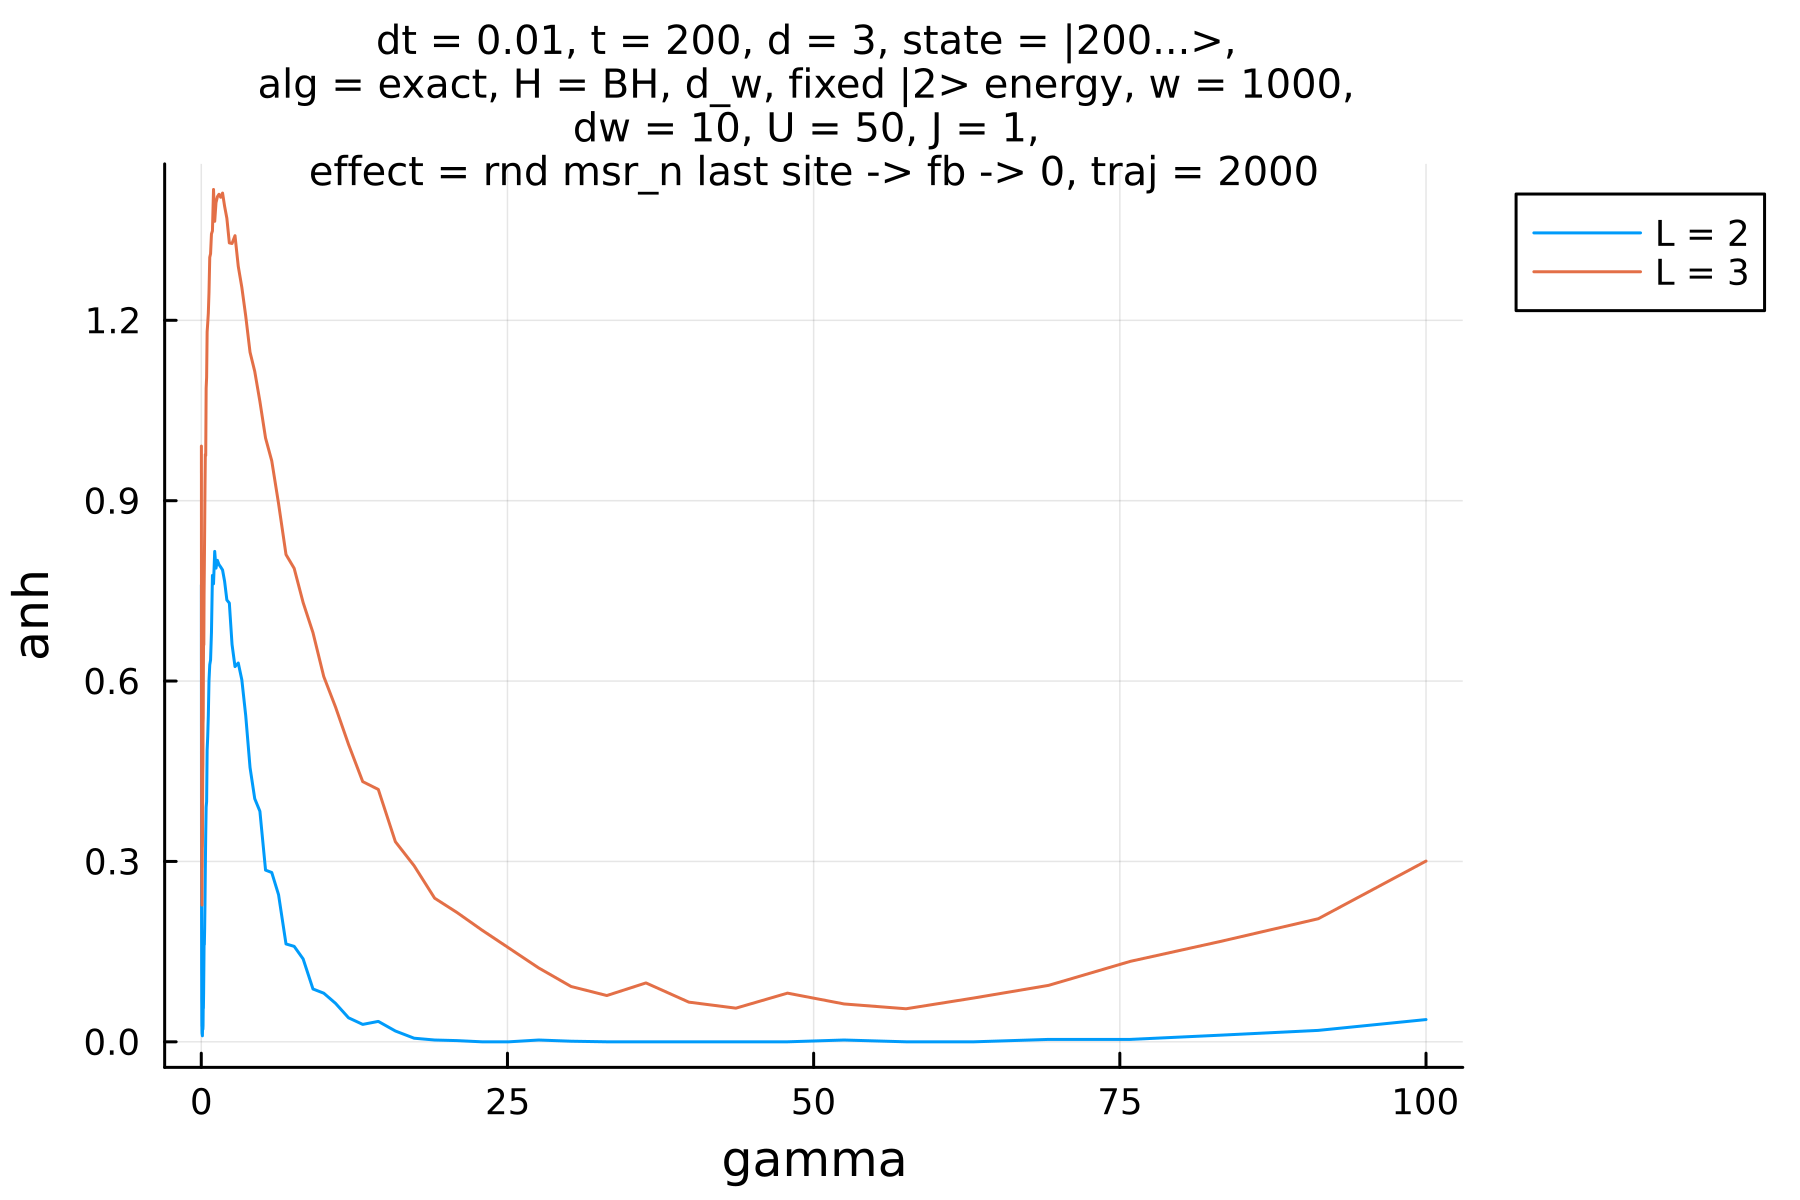 dt = 0.01, t = 200, d = 3, state = |200...>,
alg = exact, H = BH, d_w, fixed |2> energy, w = 1000,
dw = 10, U = 50, J = 1,
effect = rnd msr_n last site -> fb -> 0, traj = 2000
L = 2
L = 3
1.2
0.9
0.6
0.3
0.0
anh
0
25
50
75
100
gamma